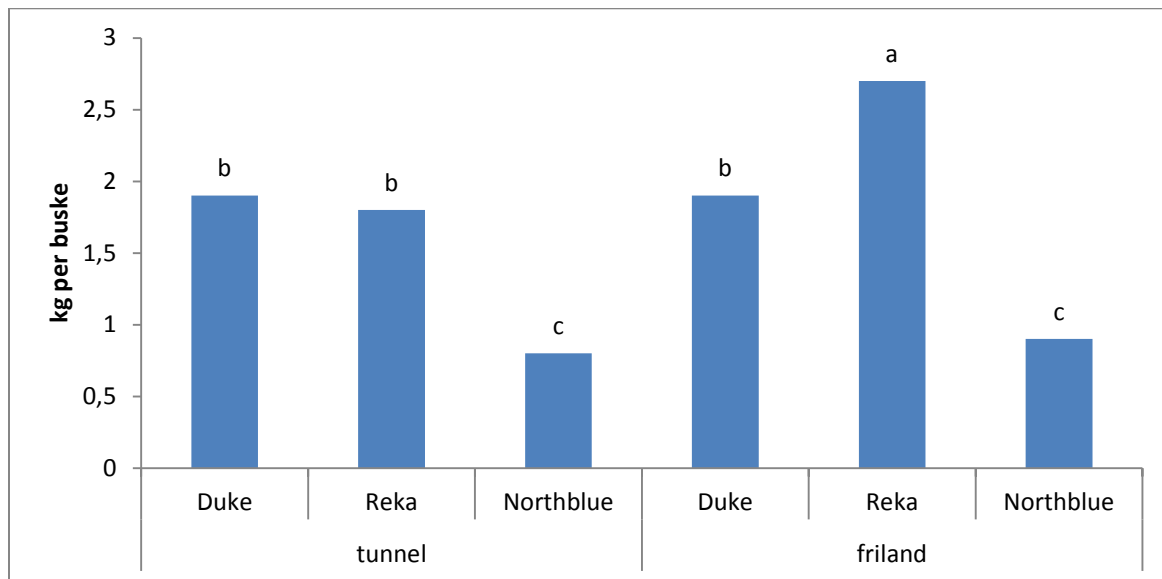 kg per buske
3
2,5
2
1,5
1
0,5
0
b
b
c
b
a
c
Duke Reka Northblue Duke Reka Northblue
tunnel friland